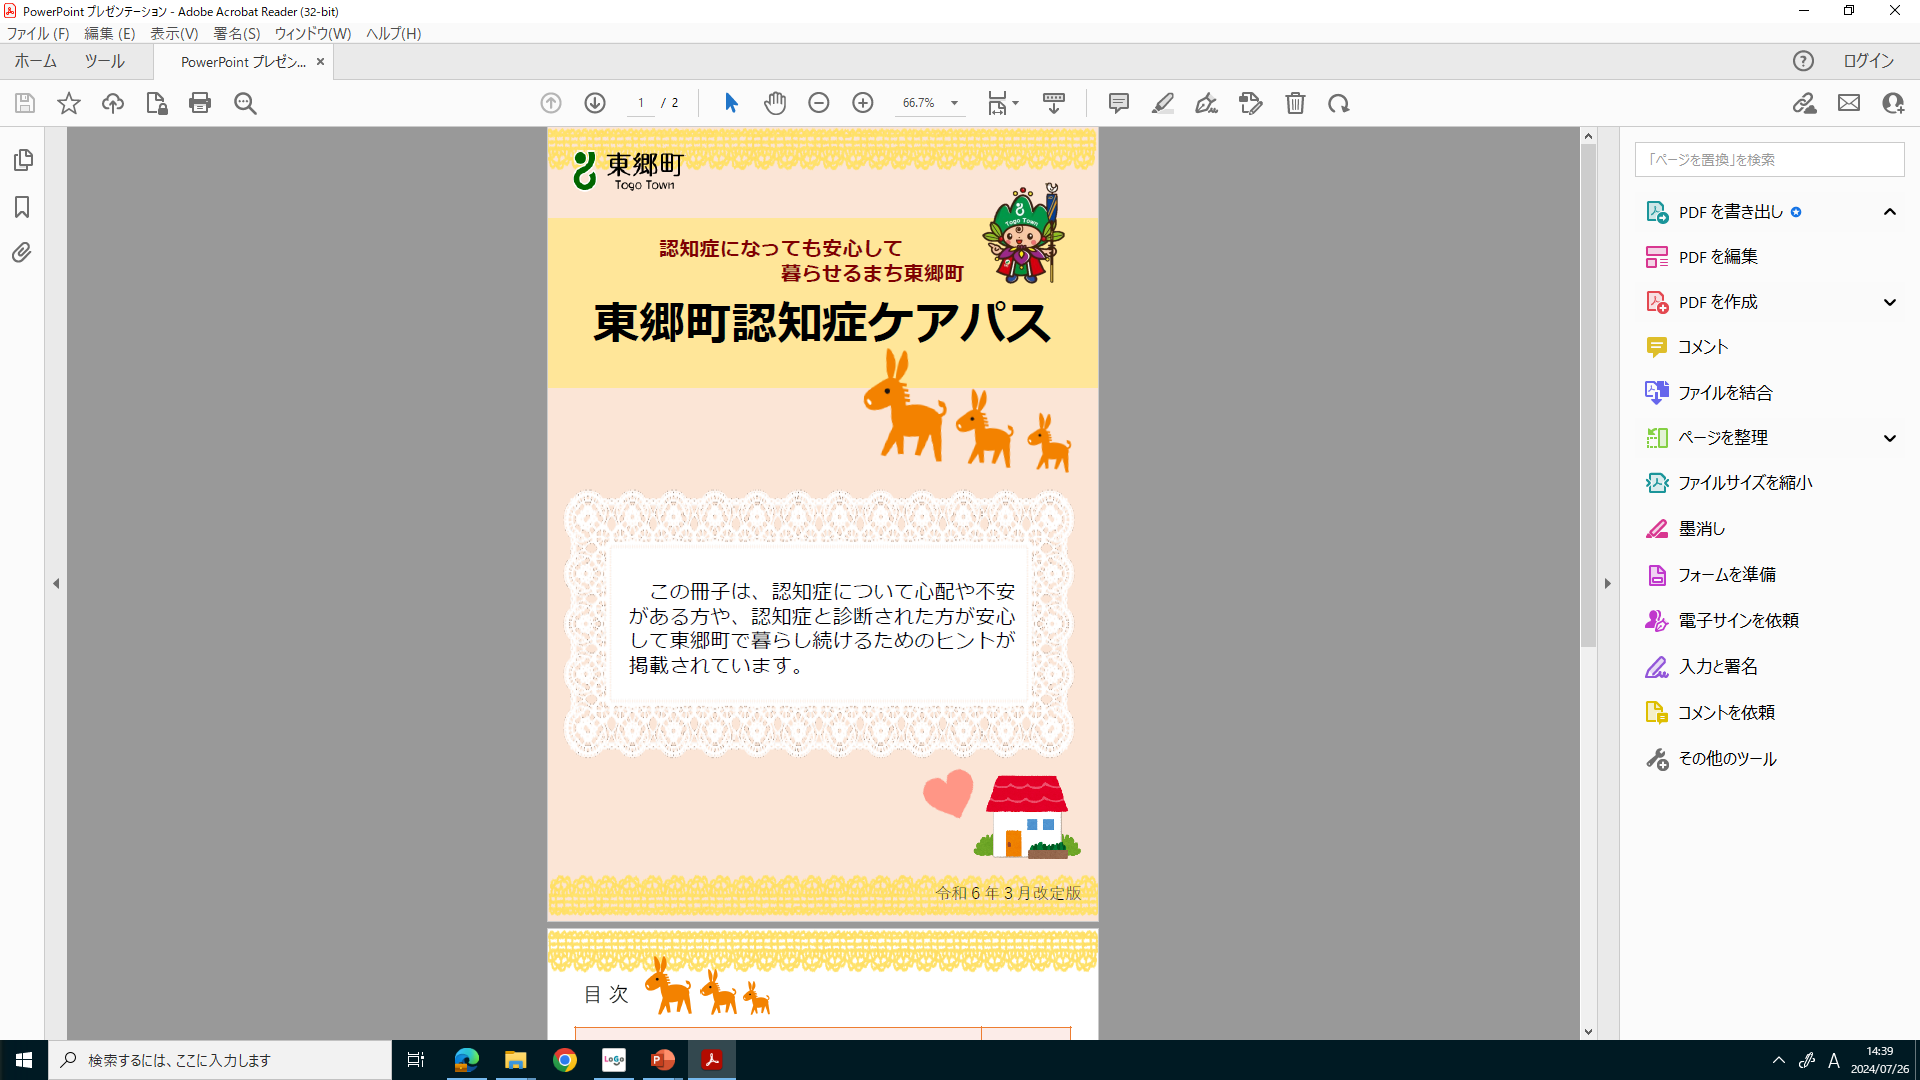 PowerPoint プレゼンテーション - Adobe Acrobat Reader (32-bit)
ファイル (F) 編集 (E) 表示(V) 署名(S) ウィンドウ(W) ヘルプ(H)
ホーム ツール PowerPoint プレゼン... × ログイン
1 / 2 66.7%
東郷町
Togo Town
Togo Town
認知症になっても安心して
暮らせるまち東郷町
東郷町認知症ケアパス
この冊子は、認知症について心配や不安
がある方や、認知症と診断された方が安心
して東郷町で暮らし続けるためのヒントが
掲載されています。
令和6年3月改定版
目 次
「ページを置換」を検索
PDF を書き出し
PDF を編集
PDF を作成
コメント
ファイルを結合
ページを整理
ファイルサイズを縮小
墨消し
フォームを準備
電子サインを依頼
入力と署名
コメントを依頼
その他のツール
検索するには、ここに入力します
LoGo
A
14:39
2024/07/26